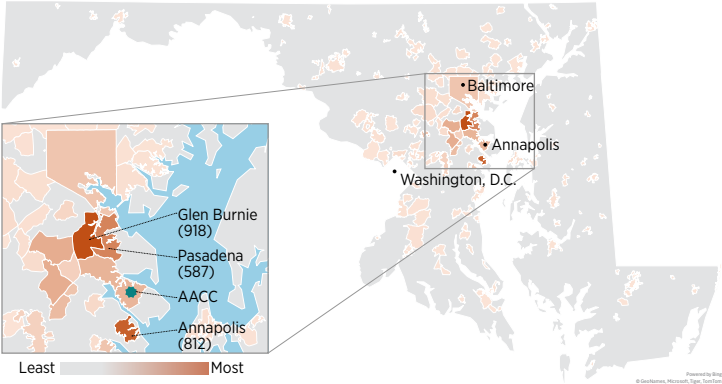 Baltimore
Annapolis
Washington, D.C.
Glen Burnie
(918)
Pasadena
(587)
AACC
Annapolis
(812)
Least
Most
Powered by Bing
© GeoNames, Microsoft, Tiger, TomTom